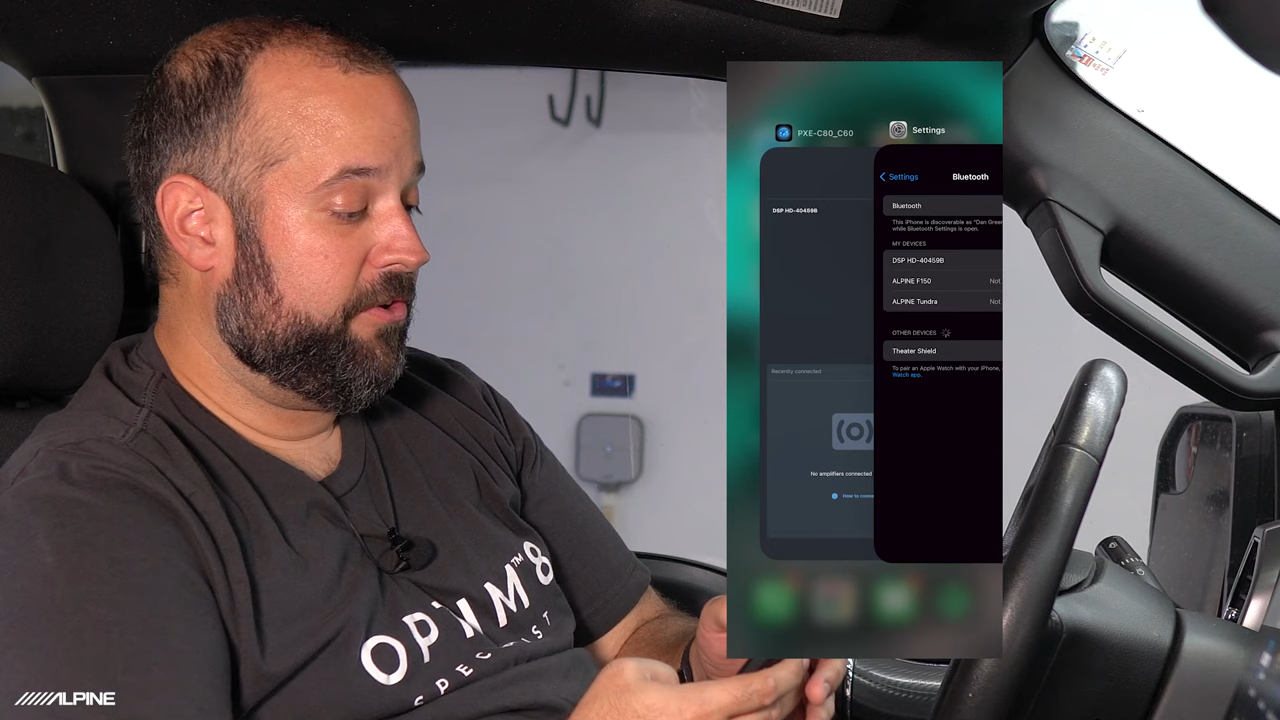 PXE-C80_C60
DSP HD-40459B
Recently connected
No amplifiers connected
How to conne
Settings
Settings
Bluetooth
Bluetooth
This iPhone is discoverable as "Dan Green
while Bluetooth Settings is open.
MY DEVICES
DSP HD-40459B
ALPINE F150 Not
ALPINE Tundra Not
OTHER DEVICES
Theater Shield
To pair an Apple Watch with your iPhone,
Watch app.
OPTIM™8
SPECIALIST
ALPINE